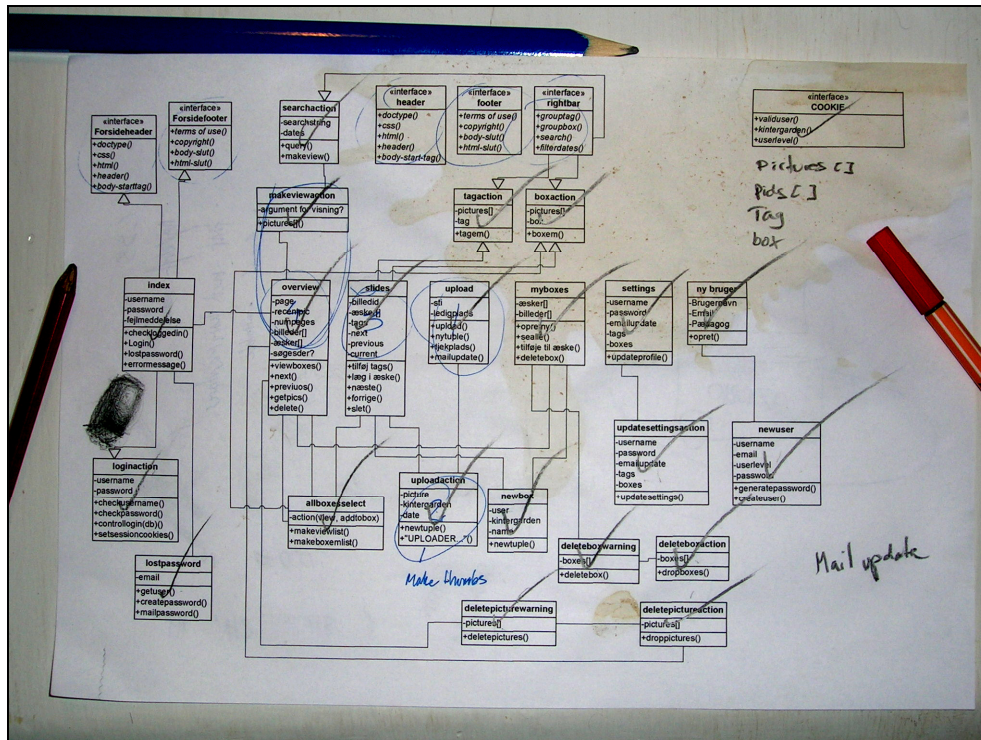 «interface»
Forsideheader
+doctype()
+css()
+html()
+header()
+body-starttag()
«interface»
Forsidefooter
+terms of use()
+copyright()
+body-slut()
+html-slut()
searchaction
-searchstring
-dates
+query()
+makeview()
«interface»
header
+doctype()
+css()
+html()
+header()
+body-start-tag()
«interface»
footer
+terms of use()
+copyright()
+body-slut()
+html-slut()
«interface»
rightbar
+grouptag()
+groupbox()
+search()
+filterdates()
«interface»
COOKIE
+validuser()
+kintergarden()
+userlevel()
Pictures []
Pids []
Tag
box
makeviewaction
-argument for visning?
+pictures[]()
tagaction
-pictures[]
-tag
+tagem()
boxaction
-pictures[]
+boxem()
index
-username
-password
-fejlmeddelelse
+checkloggedin()
+Login()
+lostpassword()
+errormessage()
overview
-page
-recentpic
-numpages
-billeder[]
-æsker[]
-søgesder?
+viewboxes()
+next()
+previuos()
+getpics()
+delete()
slides
-billedid
-æsker[]
-tags
-next
-previous
-current
+tilføj tags()
+læg i æske()
+næste()
+forrige()
+slet()
upload
-sti
-ledigplads
+upload()
+nytuple()
+tjekplads()
+mailupdate()
myboxes
-æsker[]
-billeder[]
+opre ny()
+sealle()
+tilføje til æske()
+deletebox()
settings
-username
-password
-emailupdate
-tags
-boxes
+updateprofile()
ny bruger
-Brugernavn
-Email
-Pædagog
+opret()
loginaction
-username
-password
+checkusername()
+checkpassword()
+controllogin(db)()
+setsessioncookies()
lostpassword
-email
+getuser()
+createpassword()
+mailpassword()
allboxesselect
-action(view, addtobox)
+makeviewlist()
+makeboxemlist()
uploadaction
-picture
-kintergarden
-date
+newtuple()
+"UPLOADER..."()
Make thumbs
newbox
-user
-kintergarden
-name
+newtuple()
updatesettingsaction
-username
-password
-emailupdate
-tags
-boxes
+updatesettings()
newuser
-username
-email
-userlevel
-password
+generatepassword()
+createuser()
deleteboxwarning
-boxes[]
+deletebox()
deleteboxaction
-boxes[]
+dropboxes()
Mail update
deletepicturewarning
-pictures[]
+deletepictures()
deletepictureaction
-pictures[]
+droppictures()